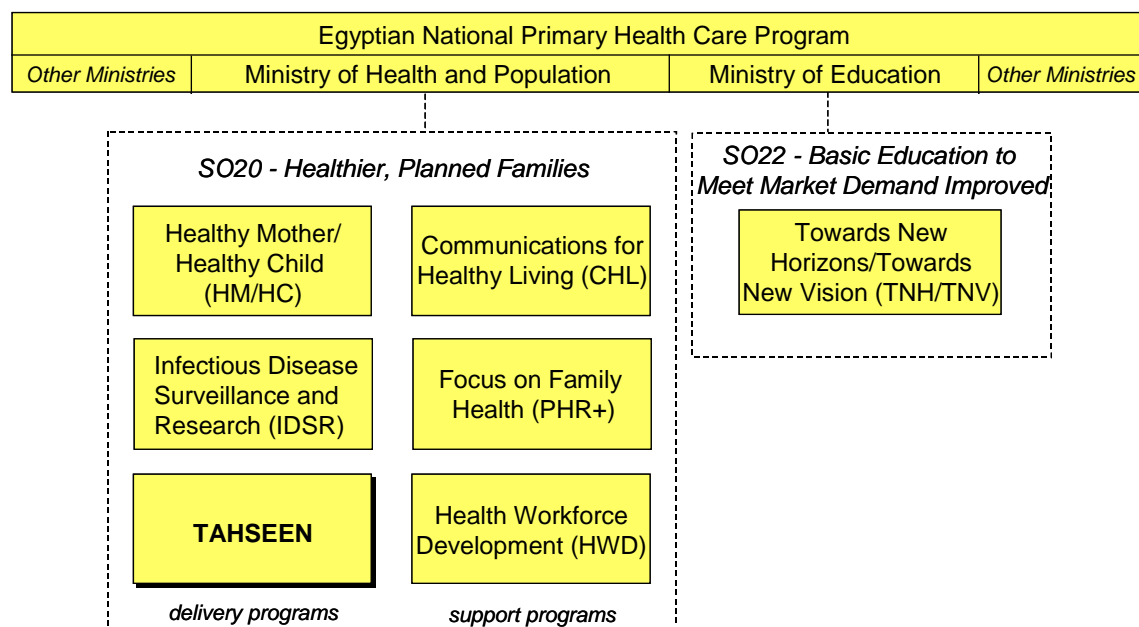 Egyptian National Primary Health Care Program
Other Ministries
Ministry of Health and Population
Ministry of Education
Other Ministries
SO20 - Healthier, Planned Families
Healthy Mother/
Healthy Child
(HM/HC)
Communications for
Healthy Living (CHL)
Infectious Disease
Surveillance and
Research (IDSR)
Focus on Family
Health (PHR+)
TAHSEEN
Health Workforce
Development (HWD)
delivery programs
support programs
SO22 - Basic Education to
Meet Market Demand Improved
Towards New
Horizons/Towards
New Vision (TNH/TNV)